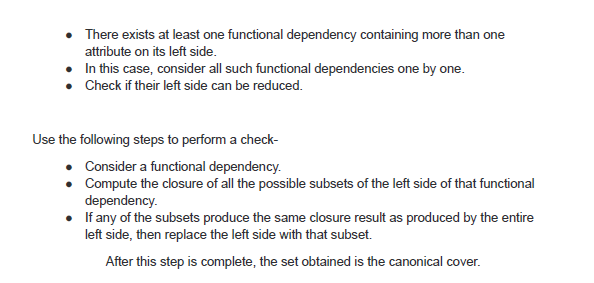 ● There exists at least one functional dependency containing more than one
attribute on its left side.
● In this case, consider all such functional dependencies one by one.
● Check if their left side can be reduced.
Use the following steps to perform a check-
● Consider a functional dependency.
● Compute the closure of all the possible subsets of the left side of that functional
dependency.
● If any of the subsets produce the same closure result as produced by the entire
left side, then replace the left side with that subset.
After this step is complete, the set obtained is the canonical cover.